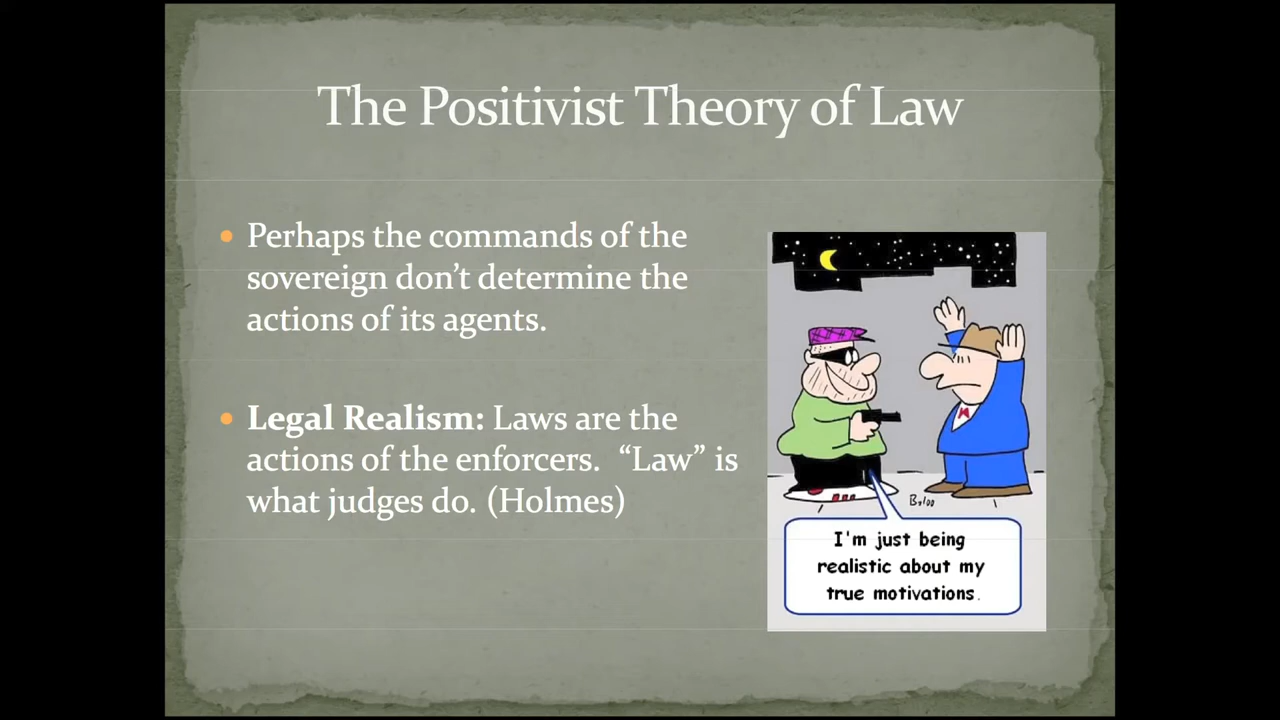 The Positivist Theory of Law
• Perhaps the commands of the
sovereign don't determine the
actions of its agents.
• Legal Realism: Laws are the
actions of the enforcers. “Law” is
what judges do. (Holmes)
I'm just being
realistic about my
true motivations.